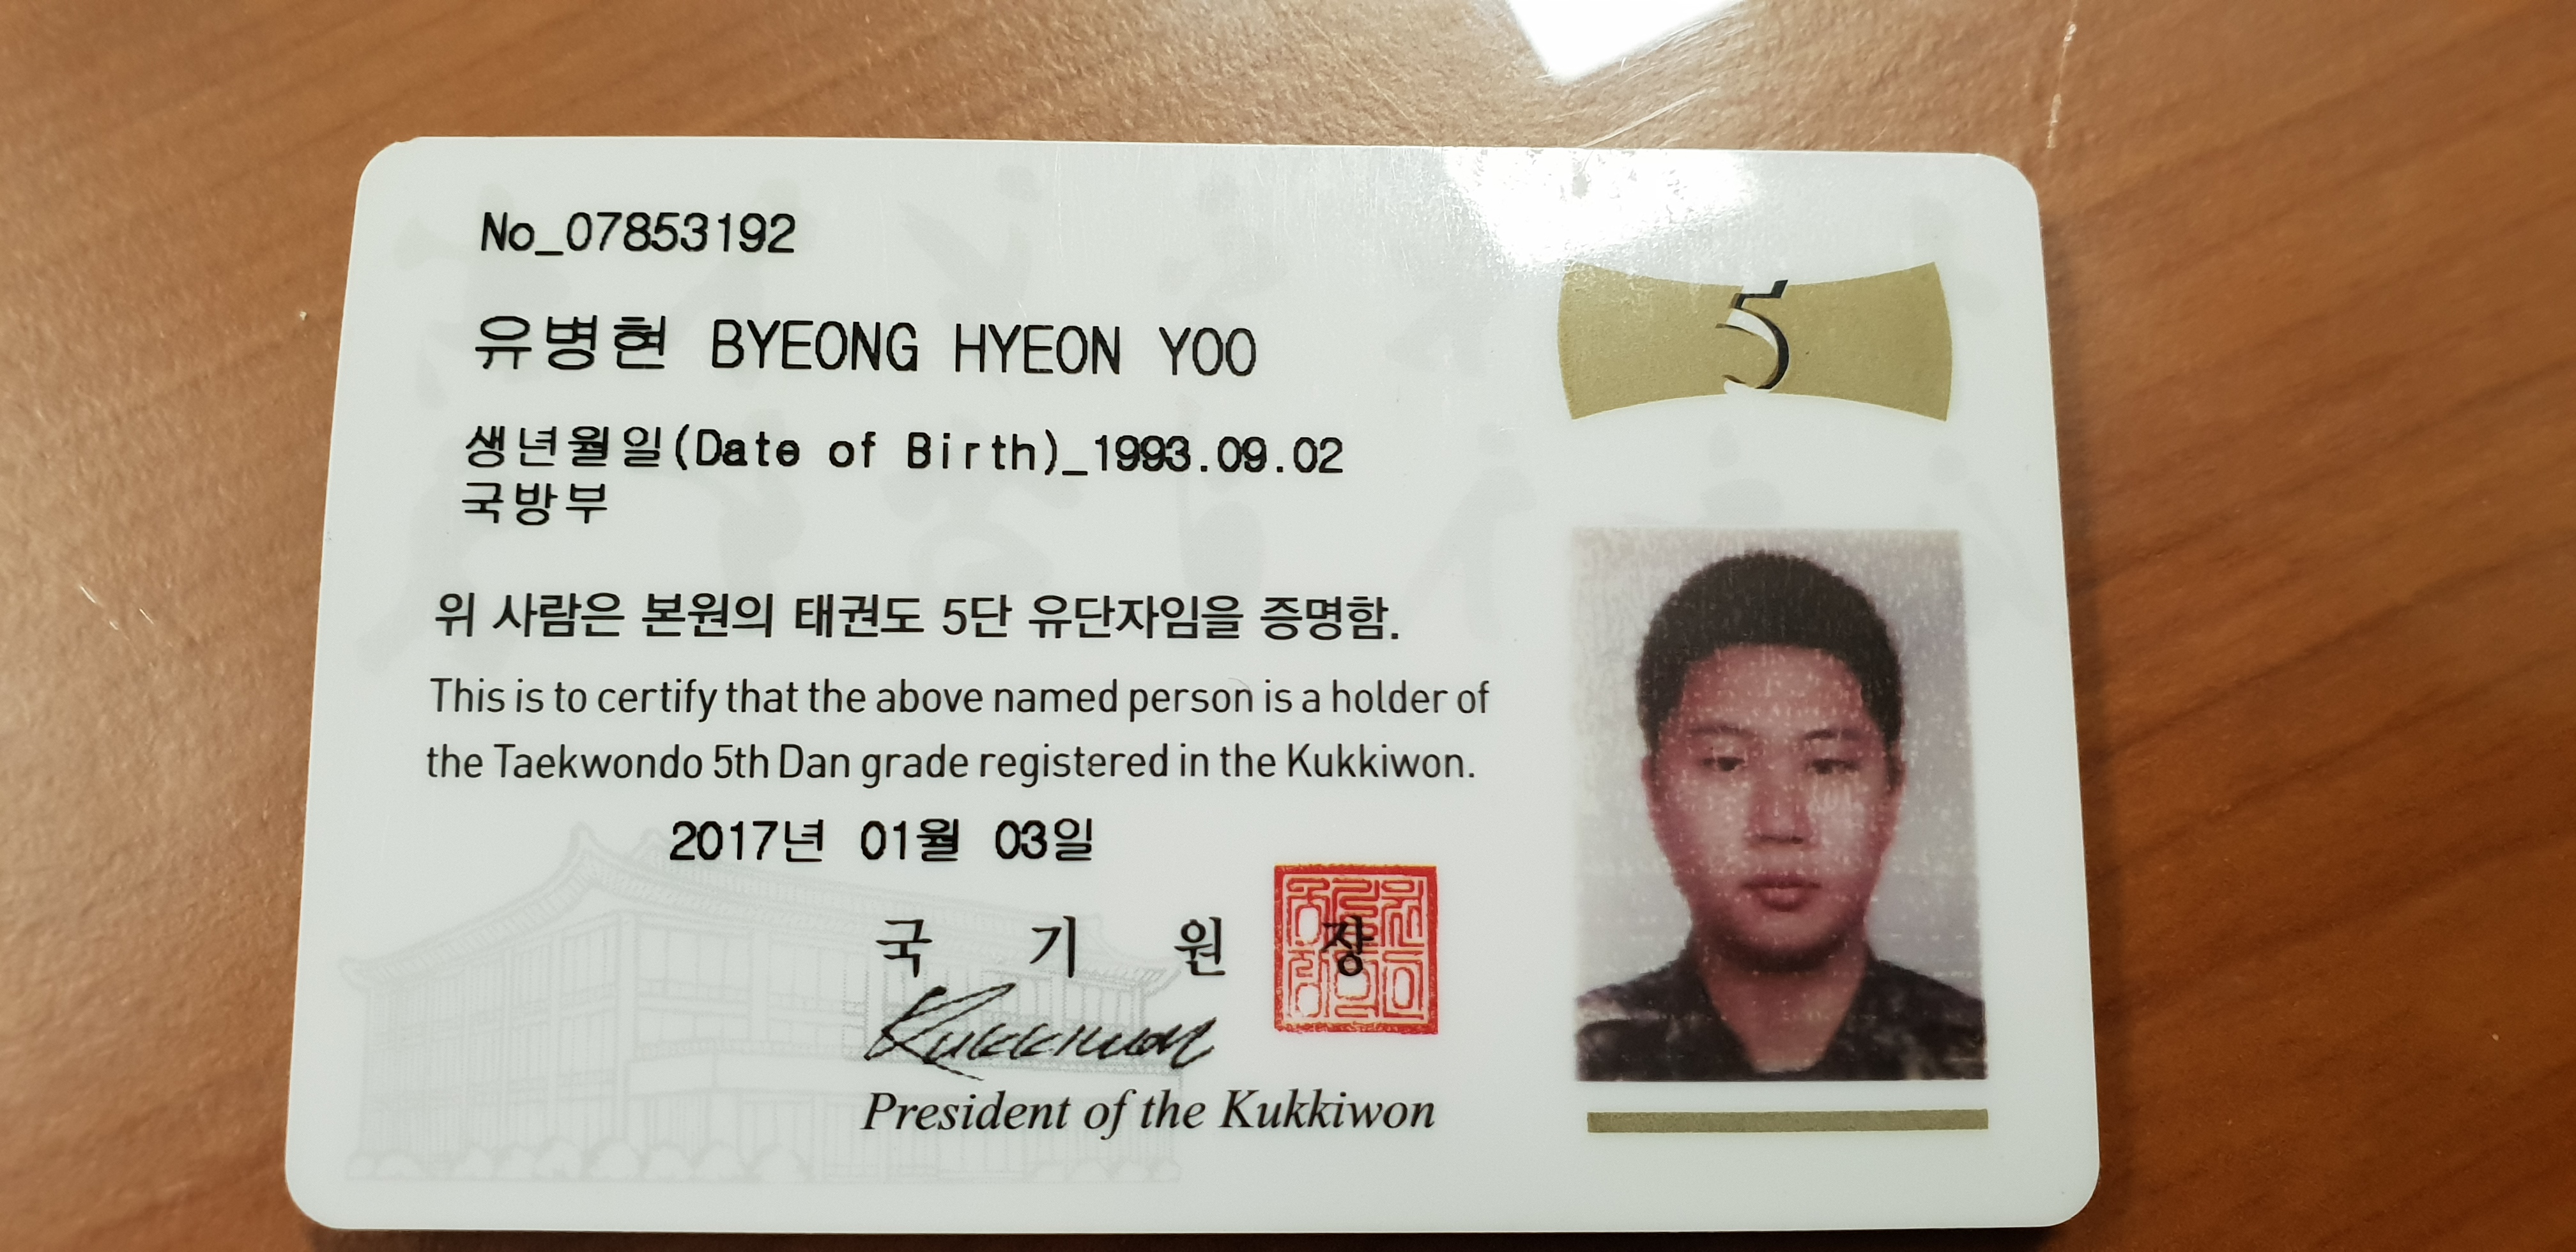 No_07853192
5
유병현 BYEONG HYEON YOO
생년월일(Date of Birth)_1993.09.02
국방부
위 사람은 본원의 태권도 5단 유단자임을 증명함.
This is to certify that the above named person is a holder of
the Taekwondo 5th Dan grade registered in the Kukkiwon.
2017년 01월 03일
국 기 원 장
Kukkiwon
President of the Kukkiwon